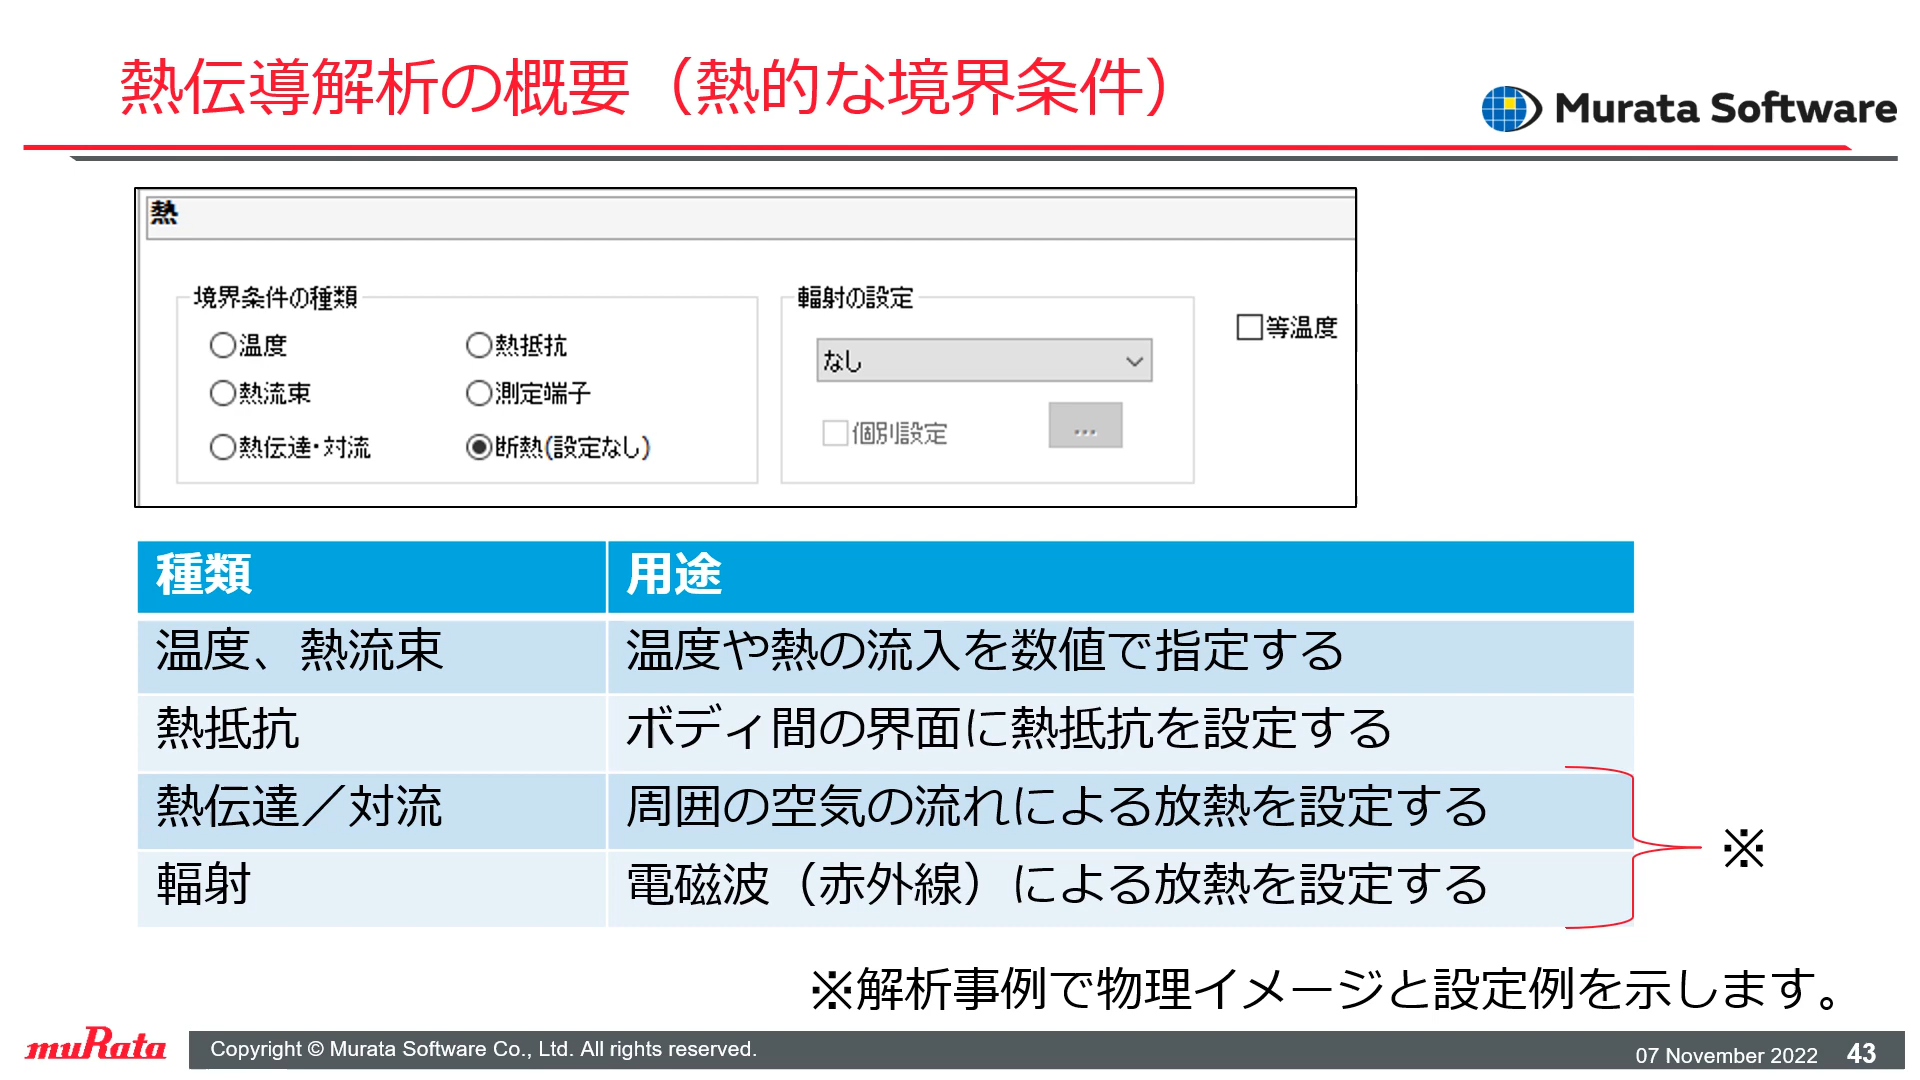 熱伝導解析の概要（熱的な境界条件）
Murata Software
熱
境界条件の種類
温度
熱抵抗
熱流束
測定端子
熱伝達・対流
断熱(設定なし)
輻射の設定
なし
個別設定
...
等温度
種類
用途
温度、熱流束
温度や熱の流入を数値で指定する
熱抵抗
ボディ間の界面に熱抵抗を設定する
熱伝達／対流
周囲の空気の流れによる放熱を設定する
輻射
電磁波（赤外線）による放熱を設定する
※
※解析事例で物理イメージと設定例を示します。
muRata
Copyright © Murata Software Co., Ltd. All rights reserved.
07 November 2022
43